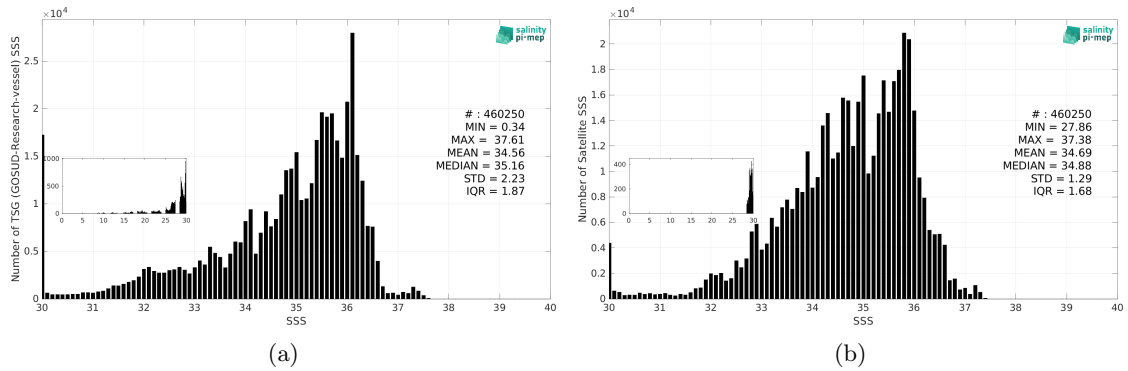 ×10⁴
salinity
pi-mep
Number of TSG (GOSUD-Research-vessel) SSS
# : 460250
MIN = 0.34
MAX = 37.61
MEAN = 34.56
MEDIAN = 35.16
STD = 2.23
IQR = 1.87
2.5
2
1.5
1
0.5
0
1000
500
0
0 5 10 15 20 25 30
30 31 32 33 34 35 36 37 38 39 40
SSS
(a)
×10⁴
salinity
pi-mep
Number of Satellite SSS
# : 460250
MIN = 27.86
MAX = 37.38
MEAN = 34.69
MEDIAN = 34.88
STD = 1.29
IQR = 1.68
2
1.8
1.6
1.4
1.2
1
0.8
0.6
0.4
0.2
0
400
200
0
0 5 10 15 20 25 30
30 31 32 33 34 35 36 37 38 39 40
SSS
(b)